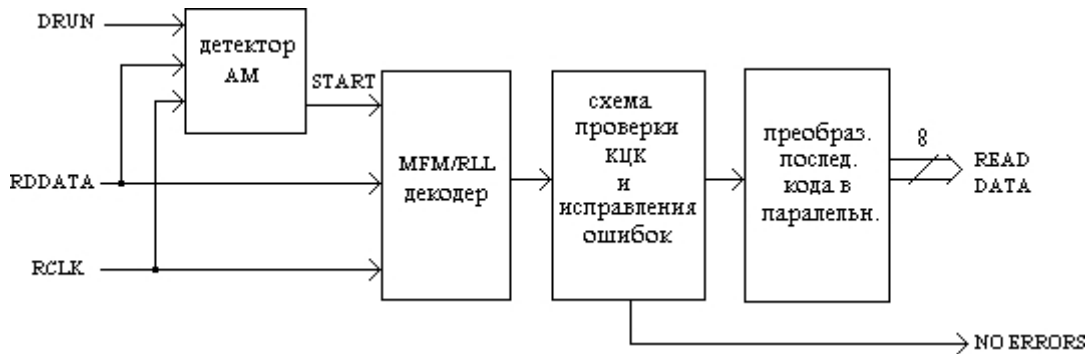 DRUN
детектор
АМ
START
RDDATA
RCLK
MFM/RLL
декодер
схема
проверки
КЦК
и
исправления
ошибок
преобраз.
послед.
кода в
паралельн.
8
READ
DATA
NO ERRORS